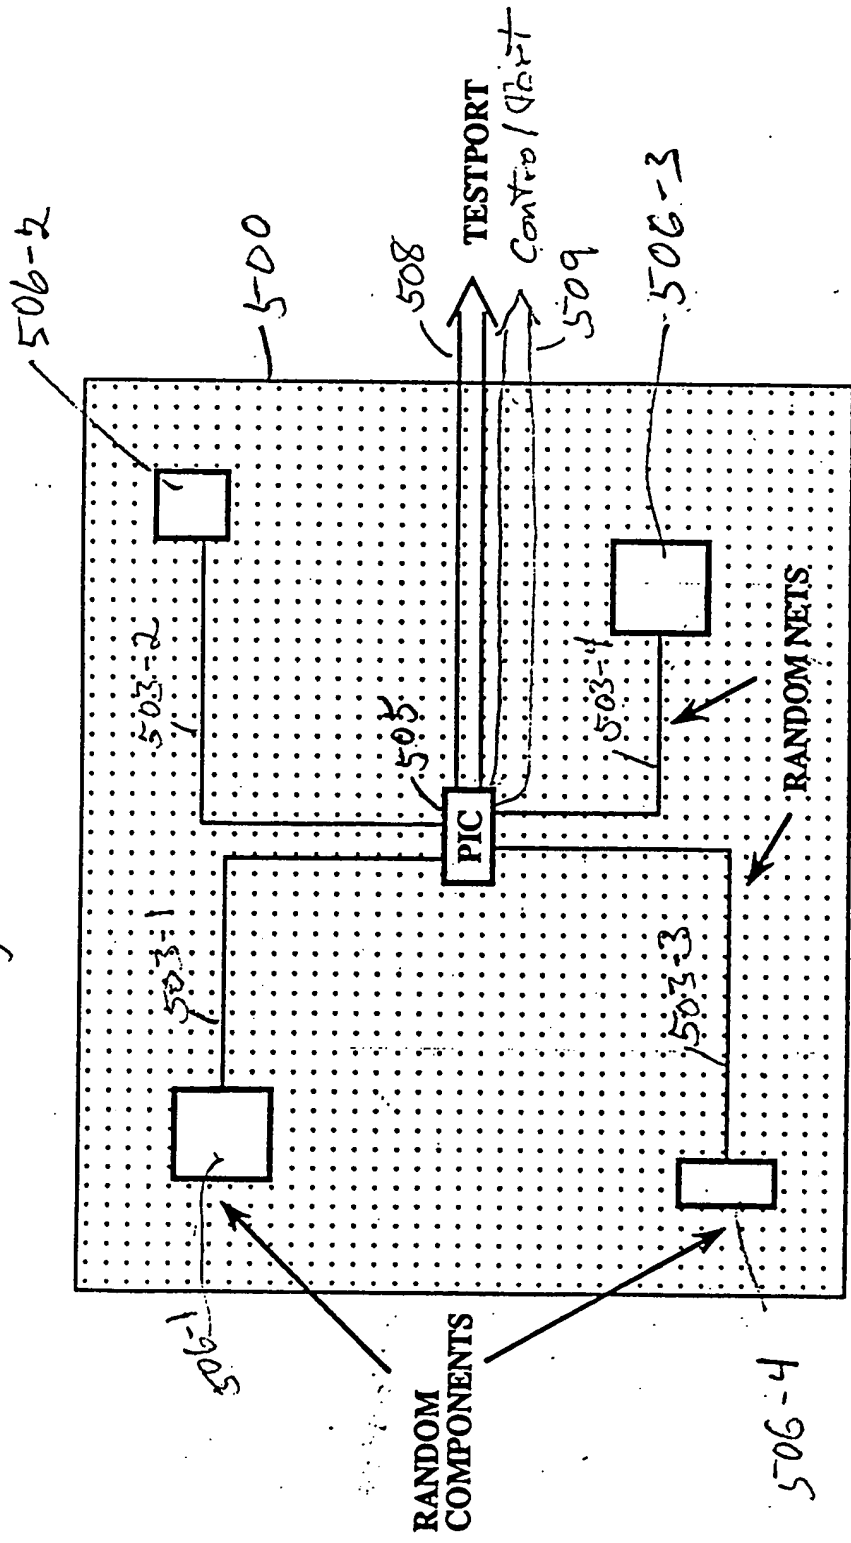 506-2
500
508
TESTPORT
Control Port
509
506-3
503-2
505
503-4
PIC
RANDOM NETS
503-1
503-3
506-1
RANDOM
COMPONENTS
506-4